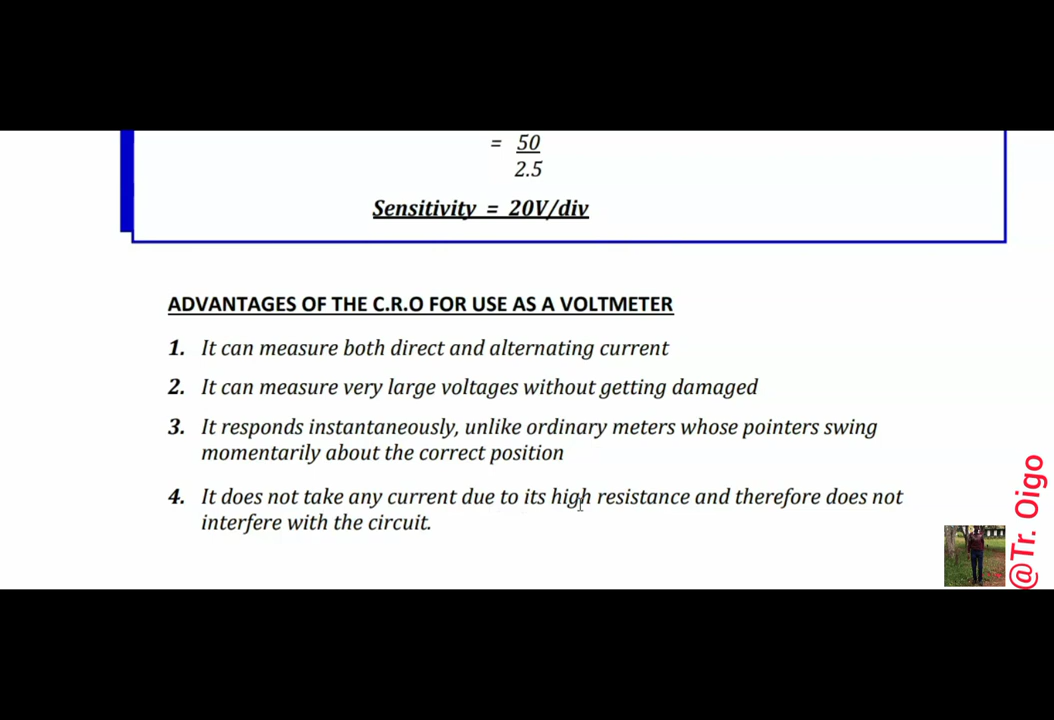 = 50
2.5
Sensitivity = 20V/div
ADVANTAGES OF THE C.R.O FOR USE AS A VOLTMETER
1. It can measure both direct and alternating current
2. It can measure very large voltages without getting damaged
3. It responds instantaneously, unlike ordinary meters whose pointers swing
momentarily about the correct position
4. It does not take any current due to its high resistance and therefore does not
interfere with the circuit.
@Tr. Oigo